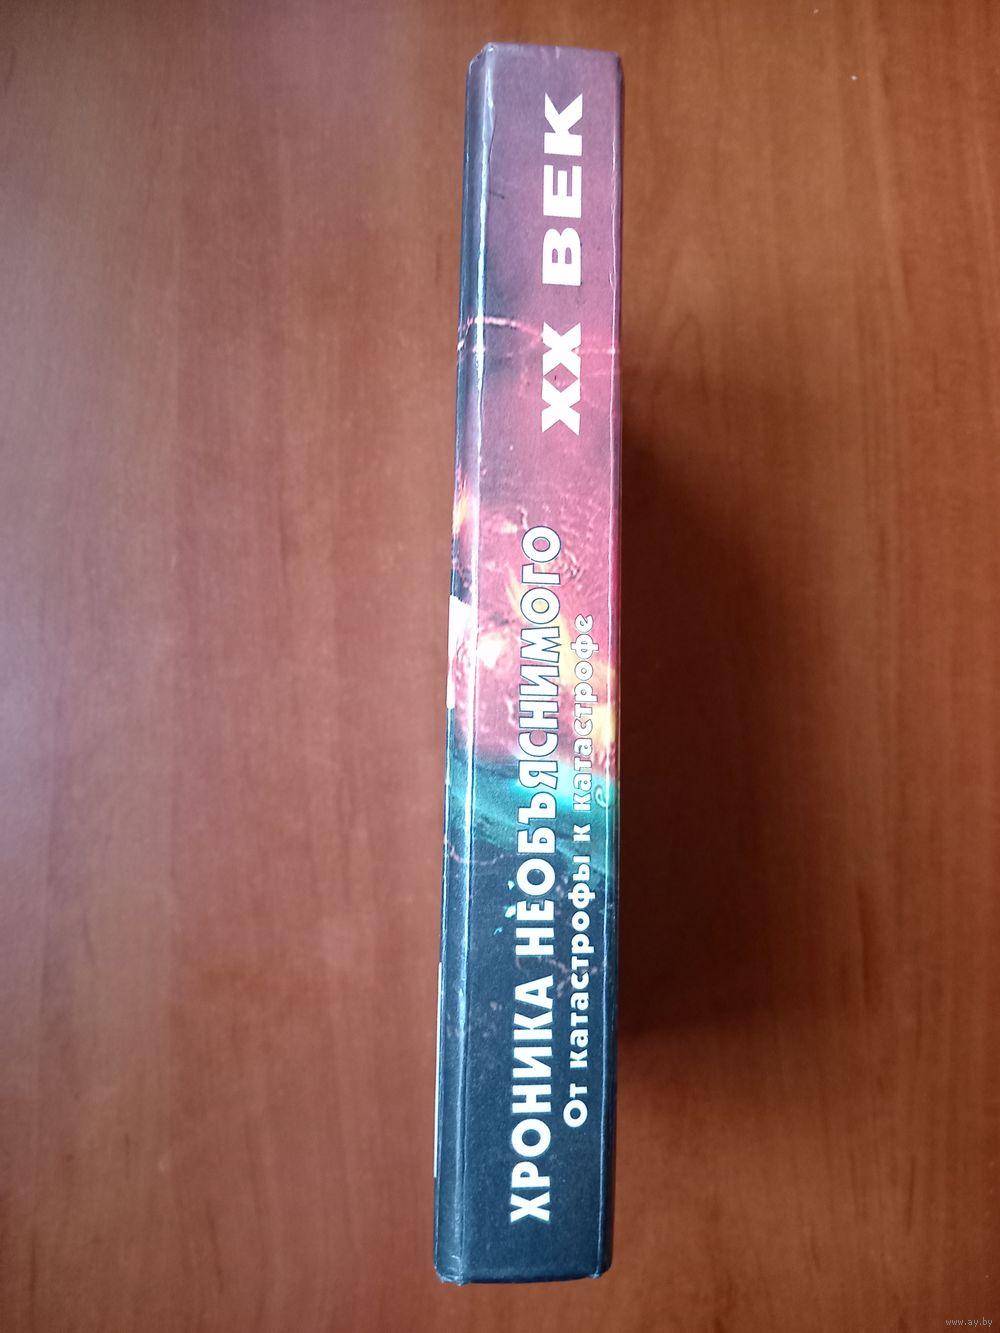 ХРОНИКА НЕОБЪЯСНИМОГО
От катастрофы к катастрофе
XX ВЕК
www.ay.by